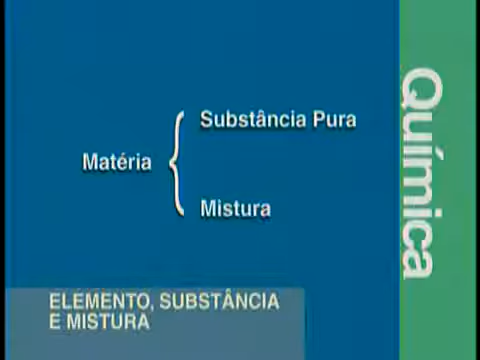 Substância Pura
Matéria
Mistura
Química
ELEMENTO, SUBSTÂNCIA
E MISTURA